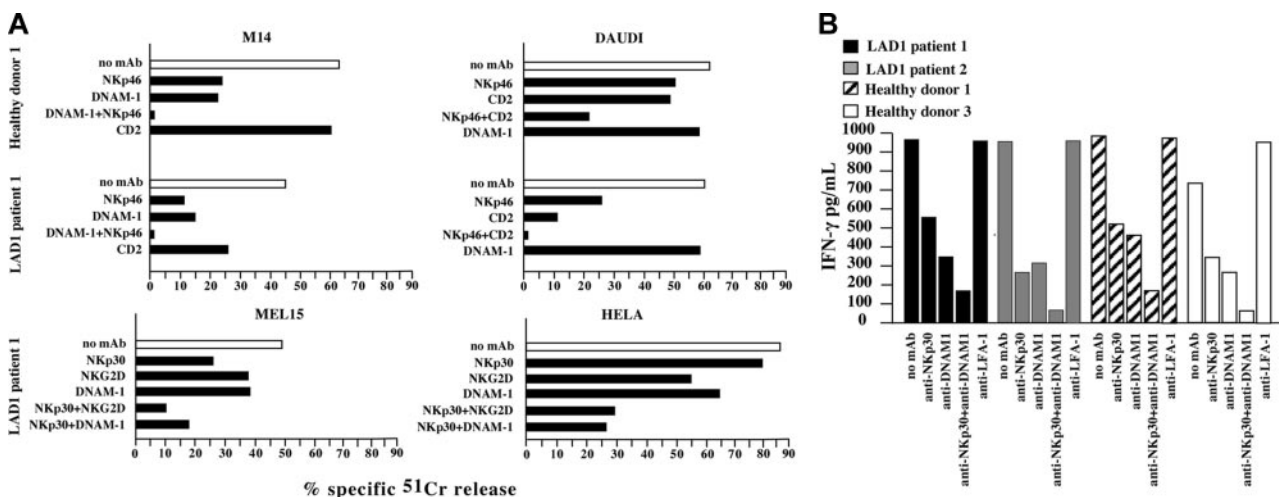 A
Healthy donor 1
M14
no mAb
NKp46
DNAM-1
DNAM-1+NKp46
CD2
0 10 20 30 40 50 60 70 80 90
DAUDI
no mAb
NKp46
CD2
NKp46+CD2
DNAM-1
LAD1 patient 1
no mAb
NKp46
DNAM-1
DNAM-1+NKp46
CD2
0 10 20 30 40 50 60 70 80 90
no mAb
NKp46
CD2
NKp46+CD2
DNAM-1
0 10 20 30 40 50 60 70 80 90
LAD1 patient 1
MEL15
no mAb
NKp30
NKG2D
DNAM-1
NKp30+NKG2D
NKp30+DNAM-1
0 10 20 30 40 50 60 70 80 90
HELA
no mAb
NKp30
NKG2D
DNAM-1
NKp30+NKG2D
NKp30+DNAM-1
0 10 20 30 40 50 60 70 80 90
% specific 51Cr release
B
LAD1 patient 1
LAD1 patient 2
Healthy donor 1
Healthy donor 3
IFN-γ pg/mL
1000
900
800
700
600
500
400
300
200
100
0
no mAb
anti-NKp30
anti-DNAM1
anti-NKp30+anti-DNAM1
anti-LFA-1
no mAb
anti-NKp30
anti-DNAM1
anti-NKp30+anti-DNAM1
anti-LFA-1
no mAb
anti-NKp30
anti-DNAM1
anti-NKp30+anti-DNAM1
anti-LFA-1
no mAb
anti-NKp30
anti-DNAM1
anti-NKp30+anti-DNAM1
anti-LFA-1